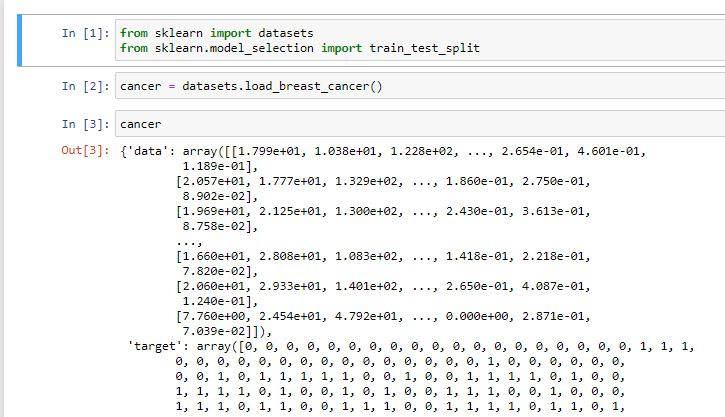 In [1]: from sklearn import datasets
from sklearn.model_selection import train_test_split
In [2]: cancer = datasets.load_breast_cancer()
In [3]: cancer
Out[3]: {'data': array([[1.799e+01, 1.038e+01, 1.228e+02, ..., 2.654e-01, 4.601e-01,
1.189e-01],
[2.057e+01, 1.777e+01, 1.329e+02, ..., 1.860e-01, 2.750e-01,
8.902e-02],
[1.969e+01, 2.125e+01, 1.300e+02, ..., 2.430e-01, 3.613e-01,
8.758e-02],
...,
[1.660e+01, 2.808e+01, 1.083e+02, ..., 1.418e-01, 2.218e-01,
7.820e-02],
[2.060e+01, 2.933e+01, 1.401e+02, ..., 2.650e-01, 4.087e-01,
1.240e-01],
[7.760e+00, 2.454e+01, 4.792e+01, ..., 0.000e+00, 2.871e-01,
7.039e-02]]),
'target': array([0, 0, 0, 0, 0, 0, 0, 0, 0, 0, 0, 0, 0, 0, 0, 0, 0, 0, 0, 1, 1, 1,
0, 0, 0, 0, 0, 0, 0, 0, 0, 0, 0, 0, 0, 0, 0, 1, 0, 0, 0, 0, 0, 0,
0, 0, 1, 0, 1, 1, 1, 1, 1, 0, 0, 1, 0, 0, 1, 1, 1, 1, 0, 1, 0, 0,
1, 1, 1, 1, 0, 1, 0, 0, 1, 0, 1, 0, 0, 1, 1, 1, 0, 0, 1, 0, 0, 0,
1, 1, 1, 0, 1, 1, 0, 0, 1, 1, 1, 0, 0, 1, 1, 1, 1, 0, 1, 1, 0, 1,